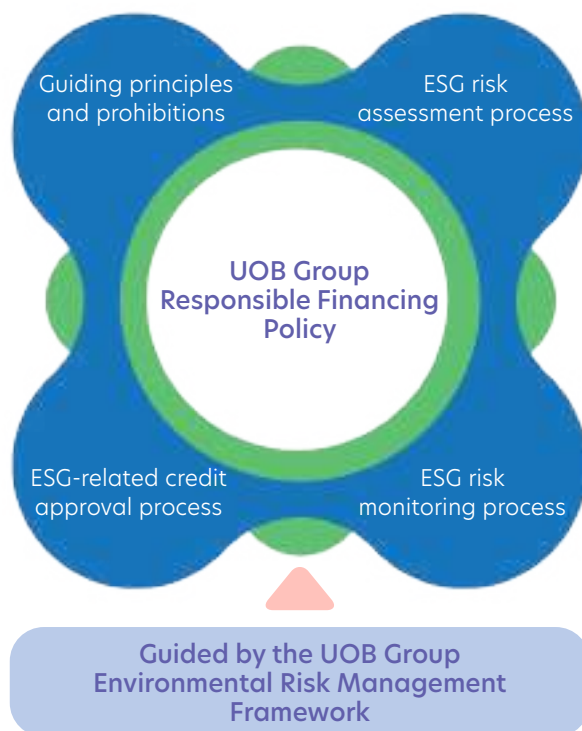 Guiding principles
and prohibitions
ESG risk
assessment process
UOB Group
Responsible Financing
Policy
ESG-related credit
approval process
ESG risk
monitoring process
Guided by the UOB Group
Environmental Risk Management
Framework